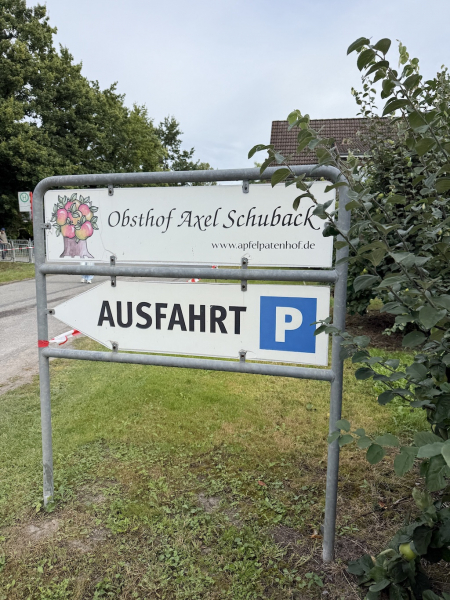 Obsthof Axel Schuback
www.apfelpatenhof.de
AUSFAHRT P